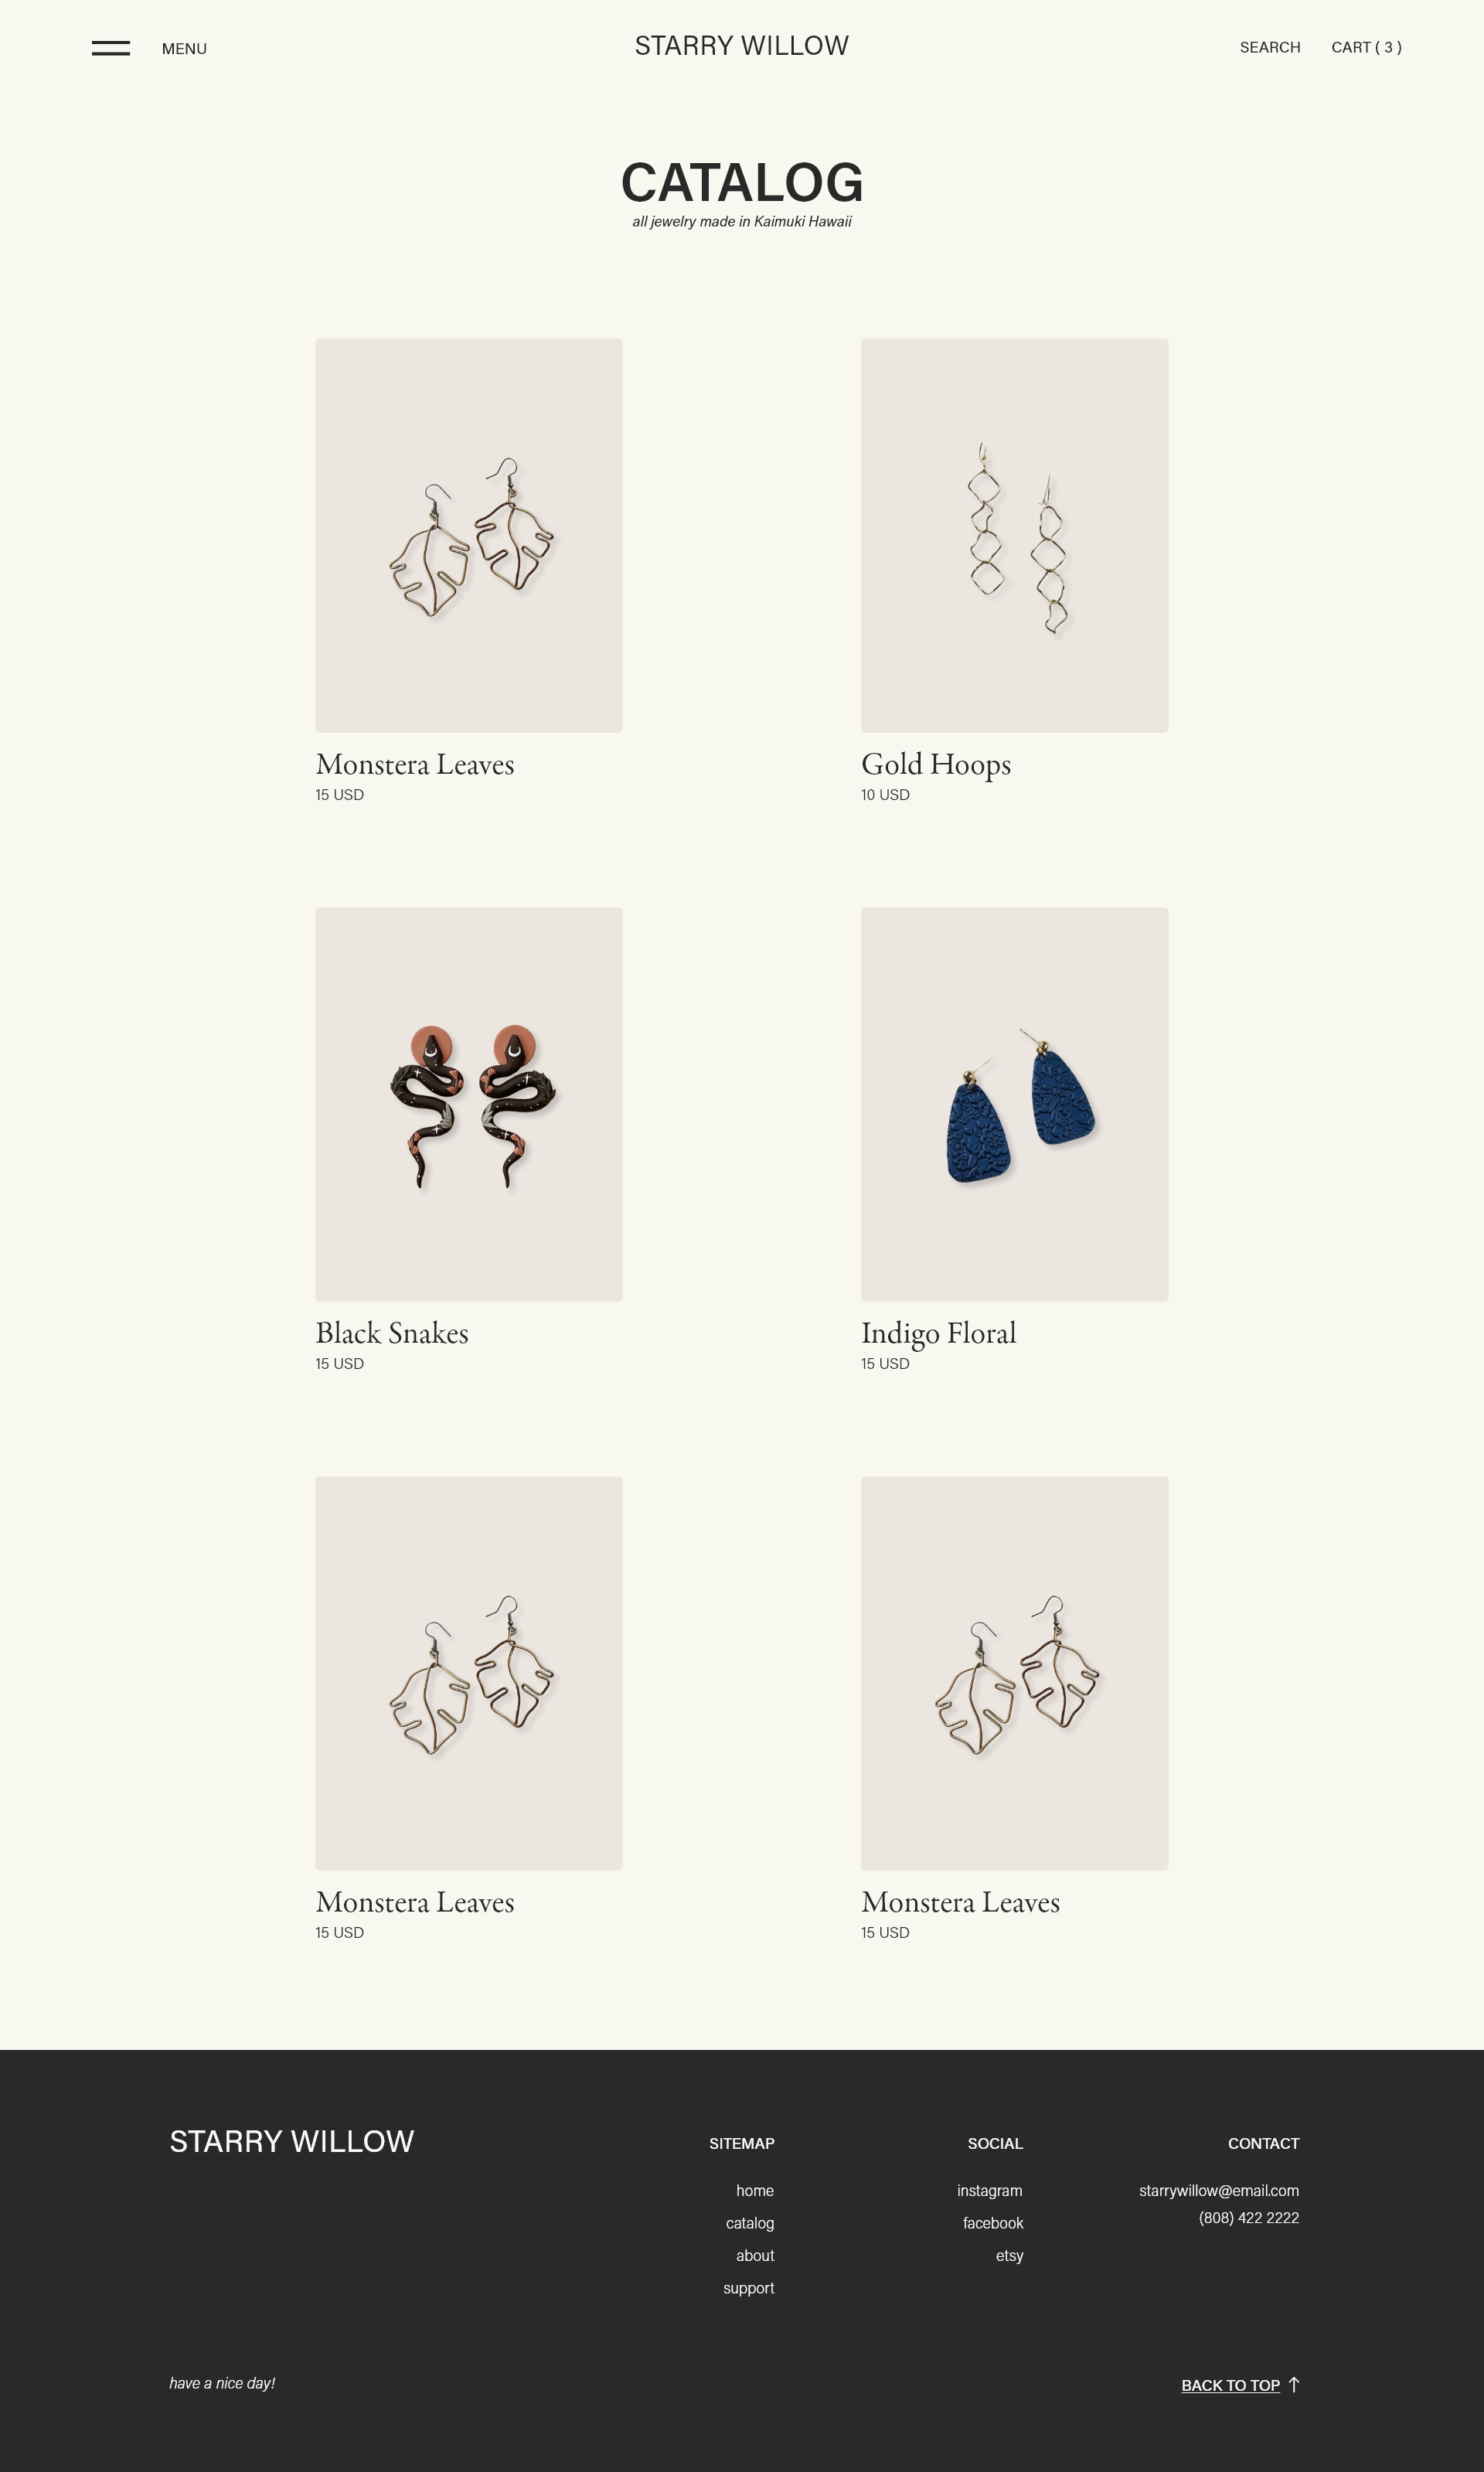 MENU
STARRY WILLOW
SEARCH
CART ( 3 )
CATALOG
all jewelry made in Kaimuki Hawaii
Monstera Leaves
15 USD
Gold Hoops
10 USD
Black Snakes
15 USD
Indigo Floral
15 USD
Monstera Leaves
15 USD
Monstera Leaves
15 USD
STARRY WILLOW
SITEMAP
home
catalog
about
support
SOCIAL
instagram
facebook
etsy
CONTACT
starrywillow@email.com
(808) 422 2222
have a nice day!
BACK TO TOP ↑